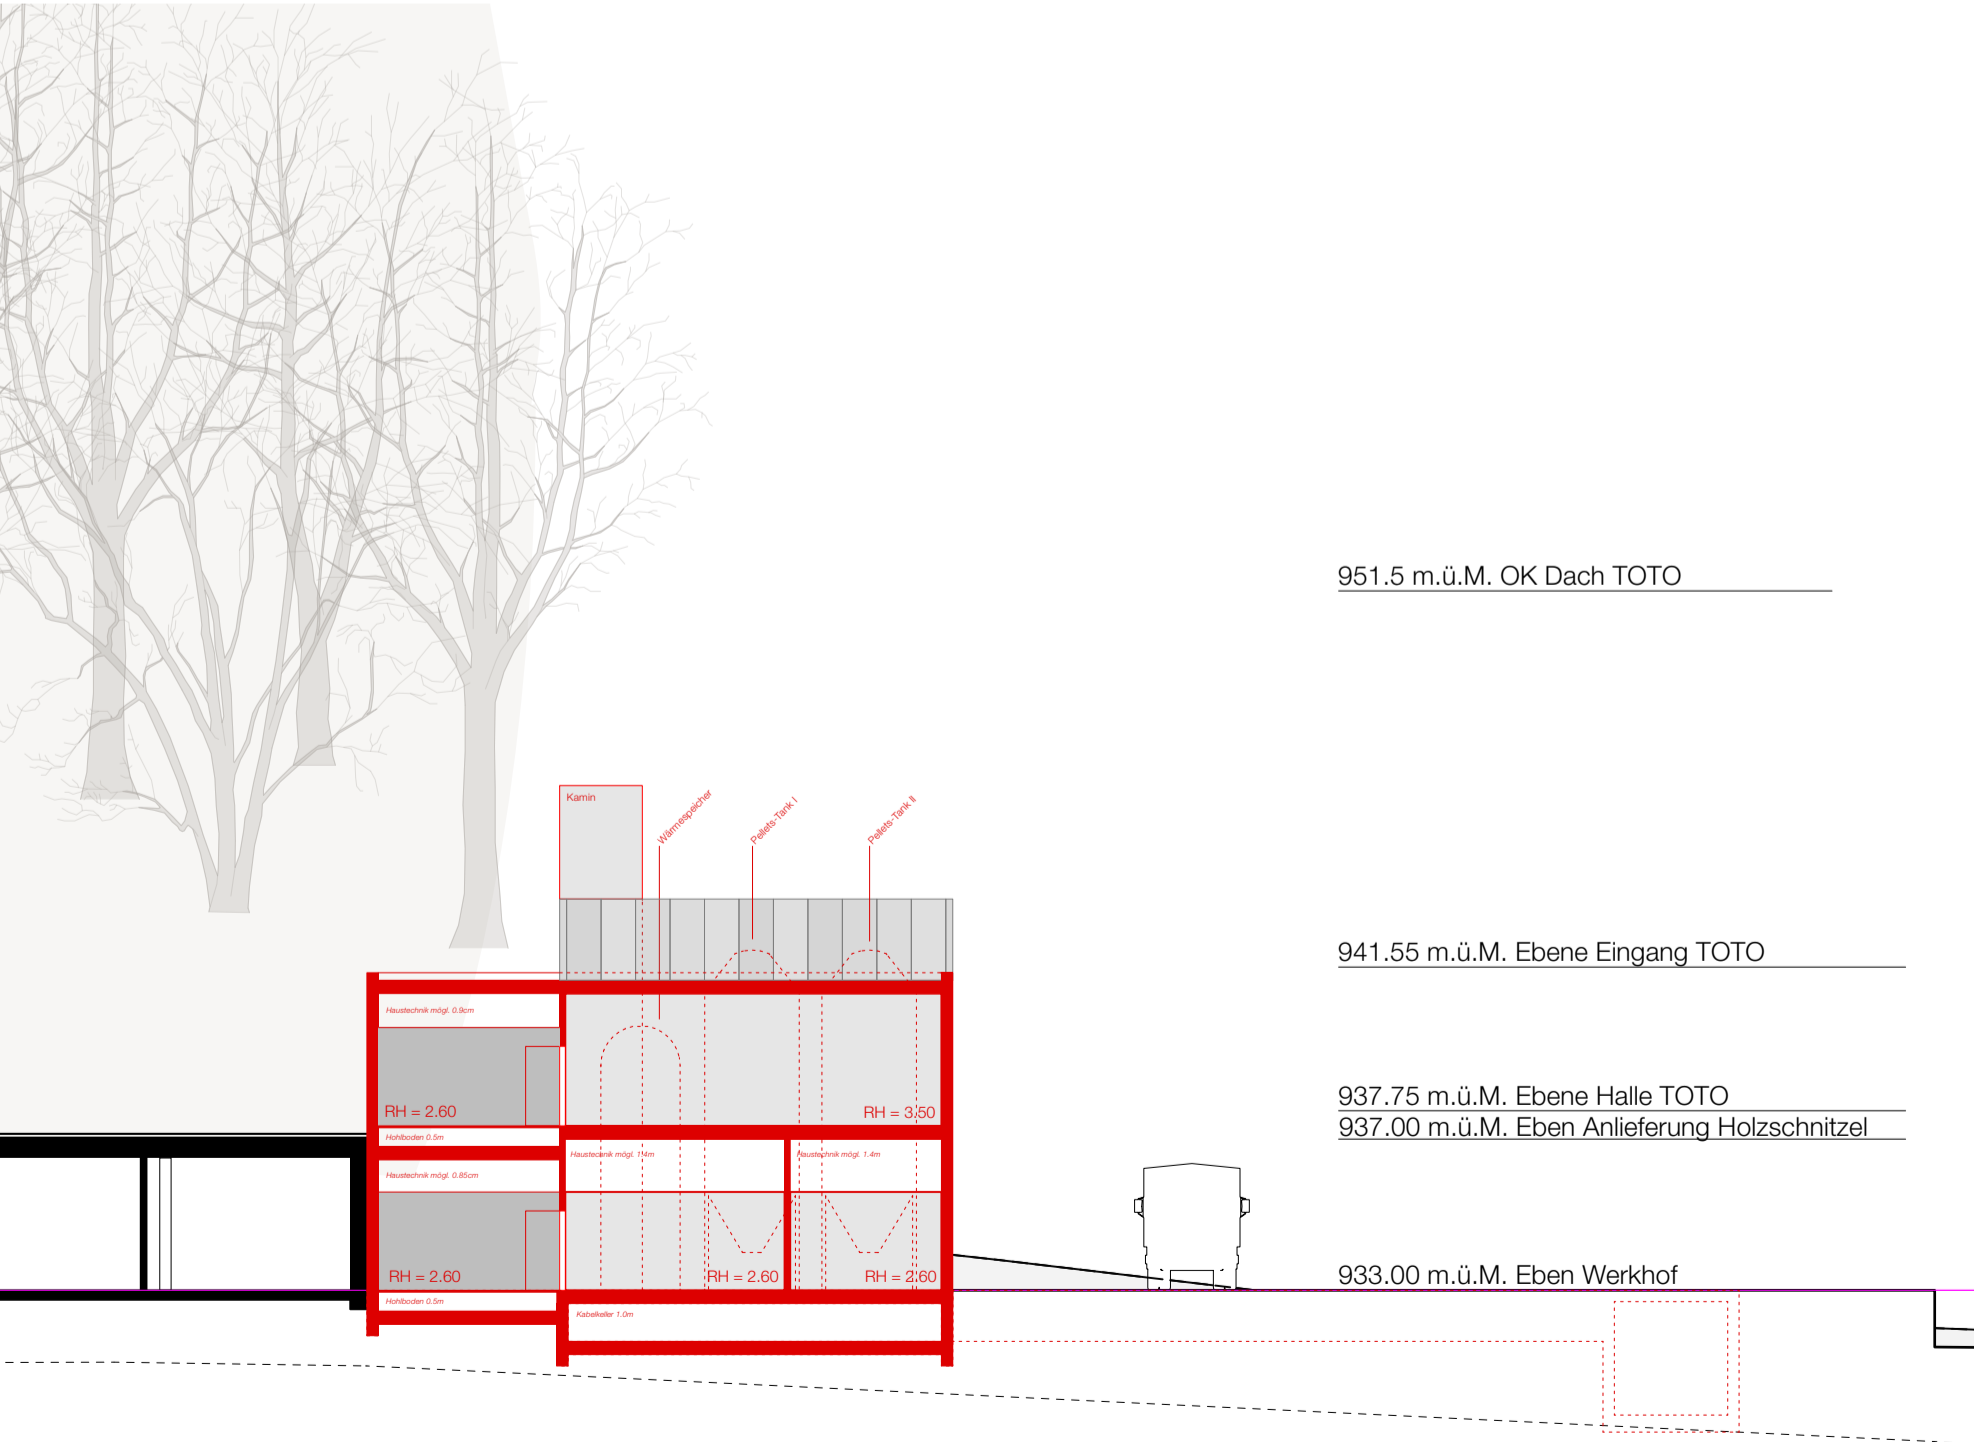 951.5 m.ü.M. OK Dach TOTO
Kamin
Wärmespeicher
Pellets-Tank I
Pellets-Tank II
941.55 m.ü.M. Ebene Eingang TOTO
Haustechnik mögl. 0.9cm
937.75 m.ü.M. Ebene Halle TOTO
RH = 2.60
RH = 3.50
937.00 m.ü.M. Eben Anlieferung Holzschnitzel
Hohlboden 0.5m
Haustechnik mögl. 1.4m
Haustechnik mögl. 1.4m
Haustechnik mögl. 0.85cm
RH = 2.60
RH = 2.60
RH = 2.60
933.00 m.ü.M. Eben Werkhof
Hohlboden 0.5m
Kabelkeller 1.0m